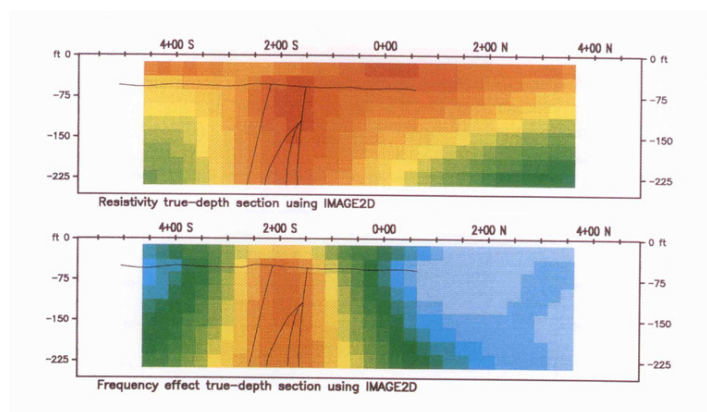 4+00 S 2+00 S 0+00 2+00 N 4+00 N
ft 0 0 ft
-75 -75
-150 -150
-225 -225
Resistivity true-depth section using IMAGE2D
4+00 S 2+00 S 0+00 2+00 N 4+00 N
ft 0 0 ft
-75 -75
-150 -150
-225 -225
Frequency effect true-depth section using IMAGE2D